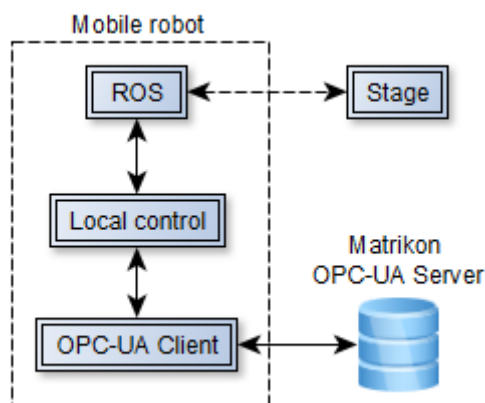 Mobile robot
ROS
Stage
Local control
Matrikon
OPC-UA Server
OPC-UA Client